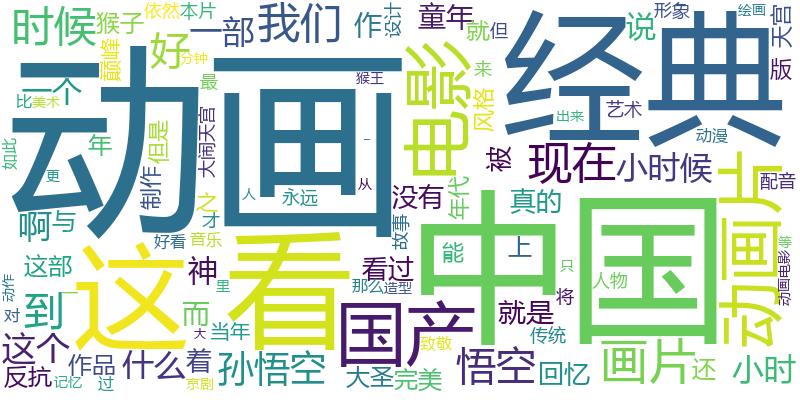 时候
猴子
依然
本片
一部
我们
作
设计
童年
说
形象
绘画
天宫
版
巅峰
好
分钟
最
猴王
就
但
来
艺术
动画
经典
电影
风格
一个
比
美术
年
但是
大闹天宫
制作
如此
更
之
才
人
永远
从
没有
年代
被
现在
小时候
动漫
出来
真的
动画片
配音
啊
与
好看
音乐
故事
能
上
中国
人物
只
等
这部
这
看
神
看过
那么
造型
将
动画电影
到
动作
对
一
里
而
当年
大
国产
就是
传统
致敬
这个
反抗
作品
记忆
过
什么
着
京剧
孙悟空
大圣
完美
悟空
回忆
画片
还
小时